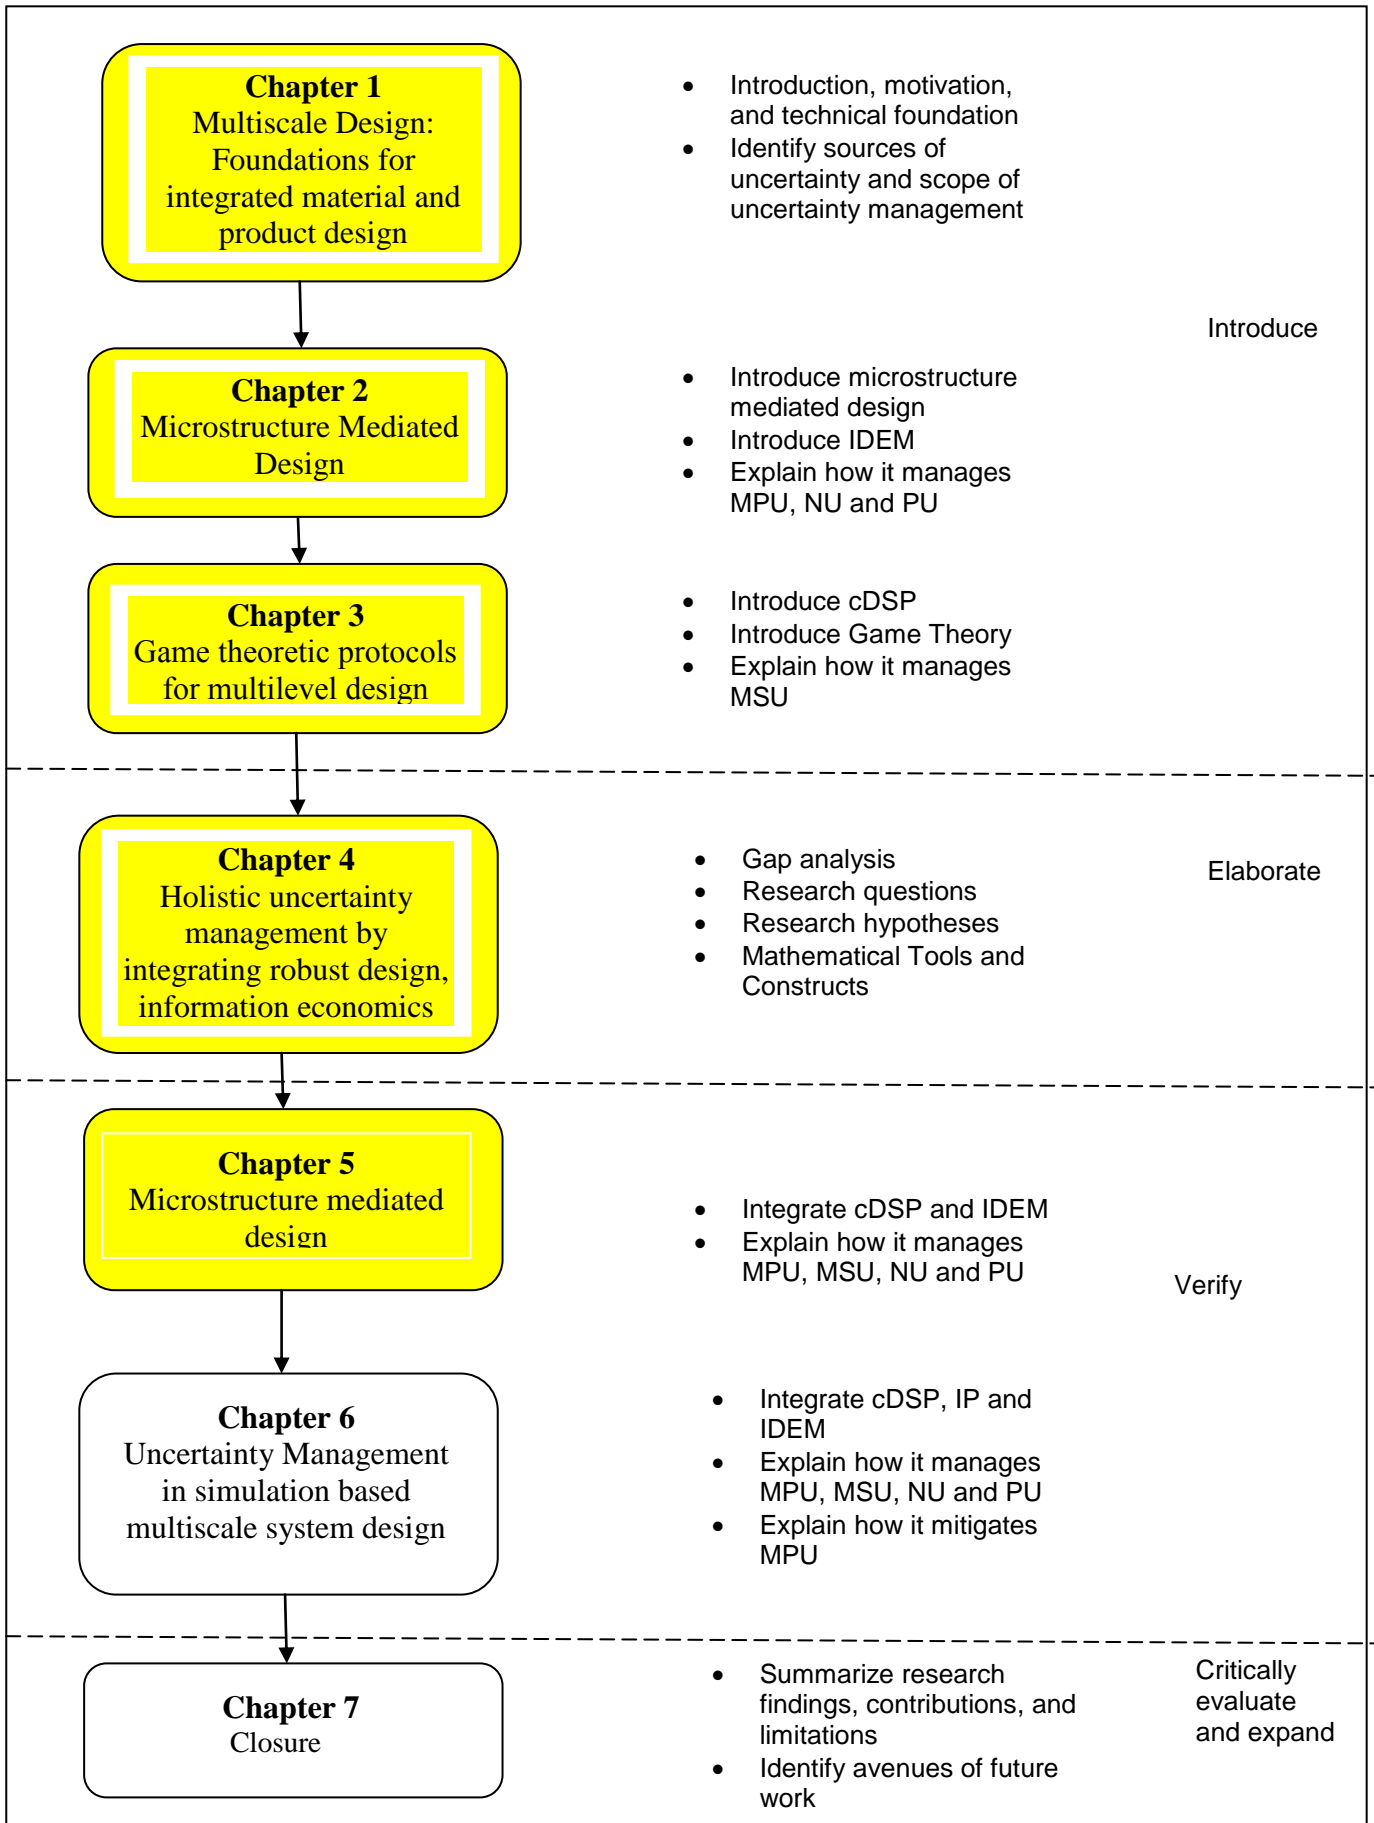 Chapter 1
Multiscale Design:
Foundations for
integrated material and
product design
• Introduction, motivation,
and technical foundation
• Identify sources of
uncertainty and scope of
uncertainty management
Introduce
Chapter 2
Microstructure Mediated
Design
• Introduce microstructure
mediated design
• Introduce IDEM
• Explain how it manages
MPU, NU and PU
Chapter 3
Game theoretic protocols
for multilevel design
• Introduce cDSP
• Introduce Game Theory
• Explain how it manages
MSU
Chapter 4
Holistic uncertainty
management by
integrating robust design,
information economics
• Gap analysis
• Research questions
• Research hypotheses
• Mathematical Tools and
Constructs
Elaborate
Chapter 5
Microstructure mediated
design
• Integrate cDSP and IDEM
• Explain how it manages
MPU, MSU, NU and PU
Verify
Chapter 6
Uncertainty Management
in simulation based
multiscale system design
• Integrate cDSP, IP and
IDEM
• Explain how it manages
MPU, MSU, NU and PU
• Explain how it mitigates
MPU
Chapter 7
Closure
• Summarize research
findings, contributions, and
limitations
• Identify avenues of future
work
Critically
evaluate
and expand